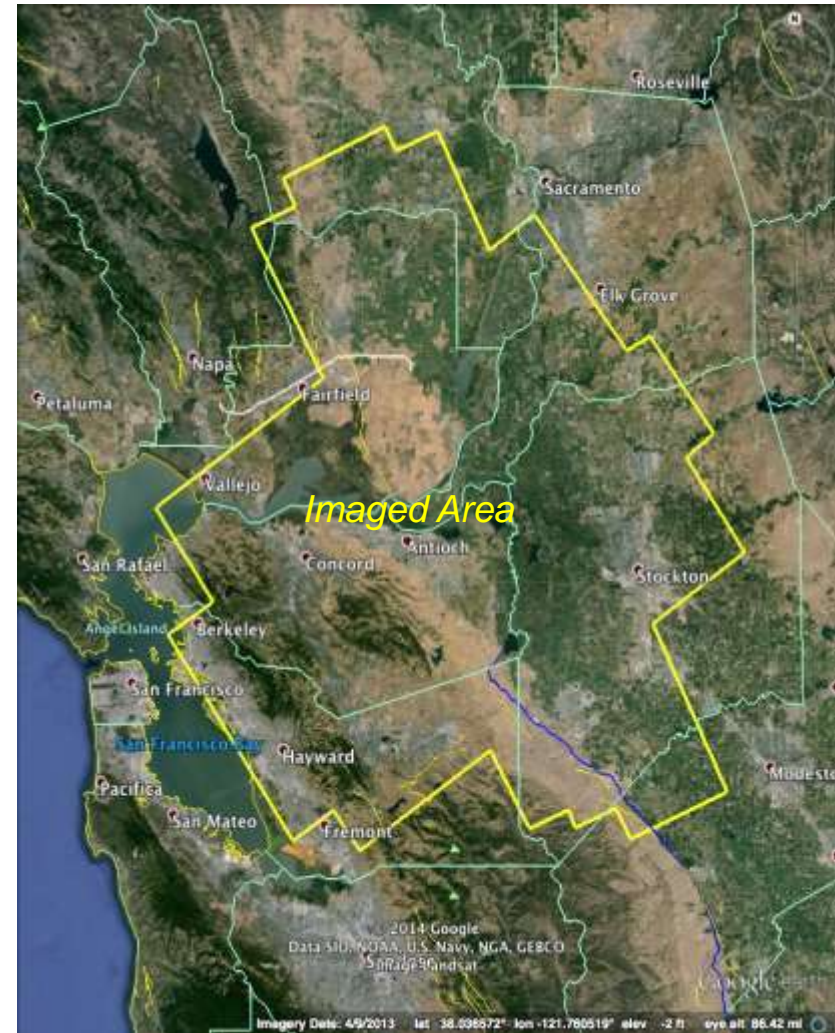 N
Roseville
Sacramento
Elk Grove
Napa
Fairfield
Petaluma
Vallejo
Imaged Area
Antioch
Concord
San Rafael
Stockton
Angel Island
Berkeley
San Francisco
San Francisco Bay
Hayward
Modesto
Pacifica
San Mateo
Fremont
2014 Google
Data SIO, NOAA, U.S. Navy, NGA, GEBCO
Image Landsat
Google earth
Imagery Date: 4/9/2013 lat 38.036572° lon -121.760519° elev -2 ft eye alt 86.42 mi